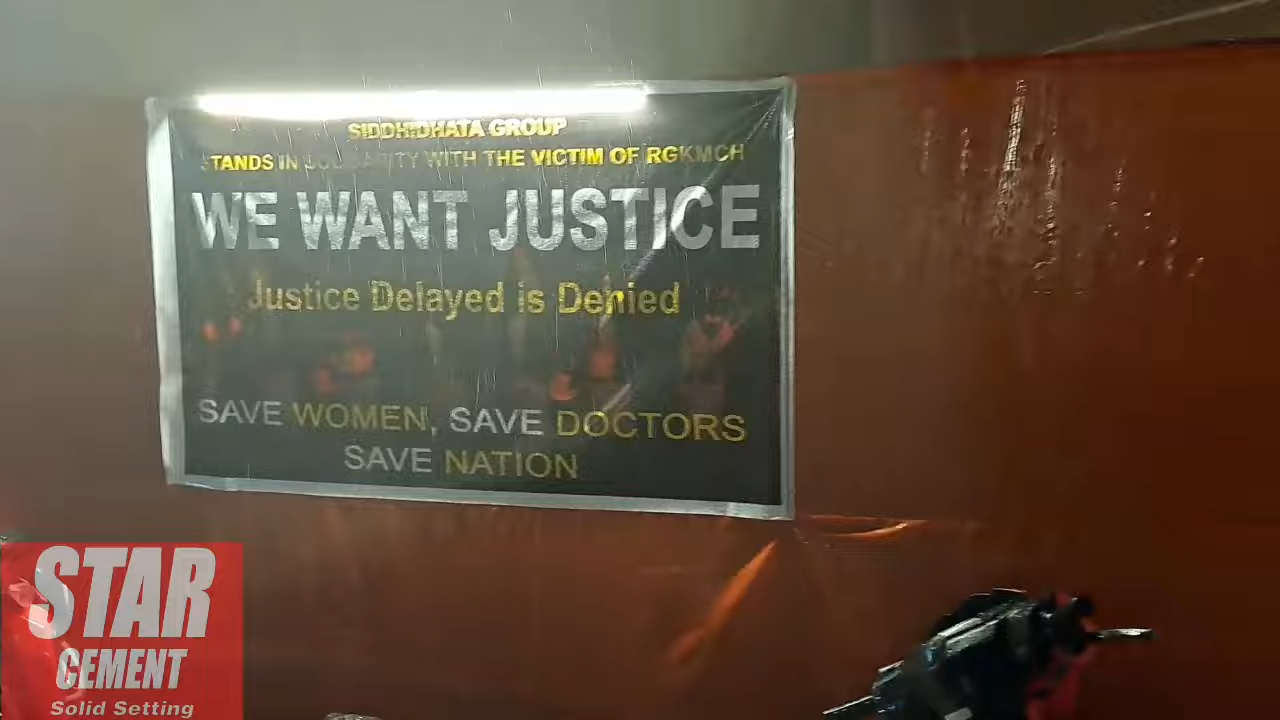 SIDDHIDHATA GROUP
STANDS IN SOLIDARITY WITH THE VICTIM OF RGKMCH
WE WANT JUSTICE
Justice Delayed is Denied
SAVE WOMEN, SAVE DOCTORS
SAVE NATION
STAR
CEMENT
Solid Setting